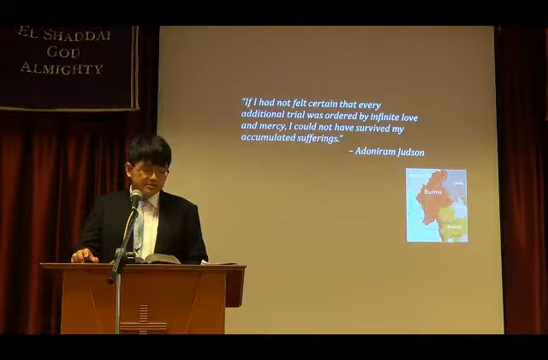 EL SHADDAI
GOD
ALMIGHTY
"If I had not felt certain that every
additional trial was ordered by infinite love
and mercy, I could not have survived my
accumulated sufferings."
– Adoniram Judson
Burma